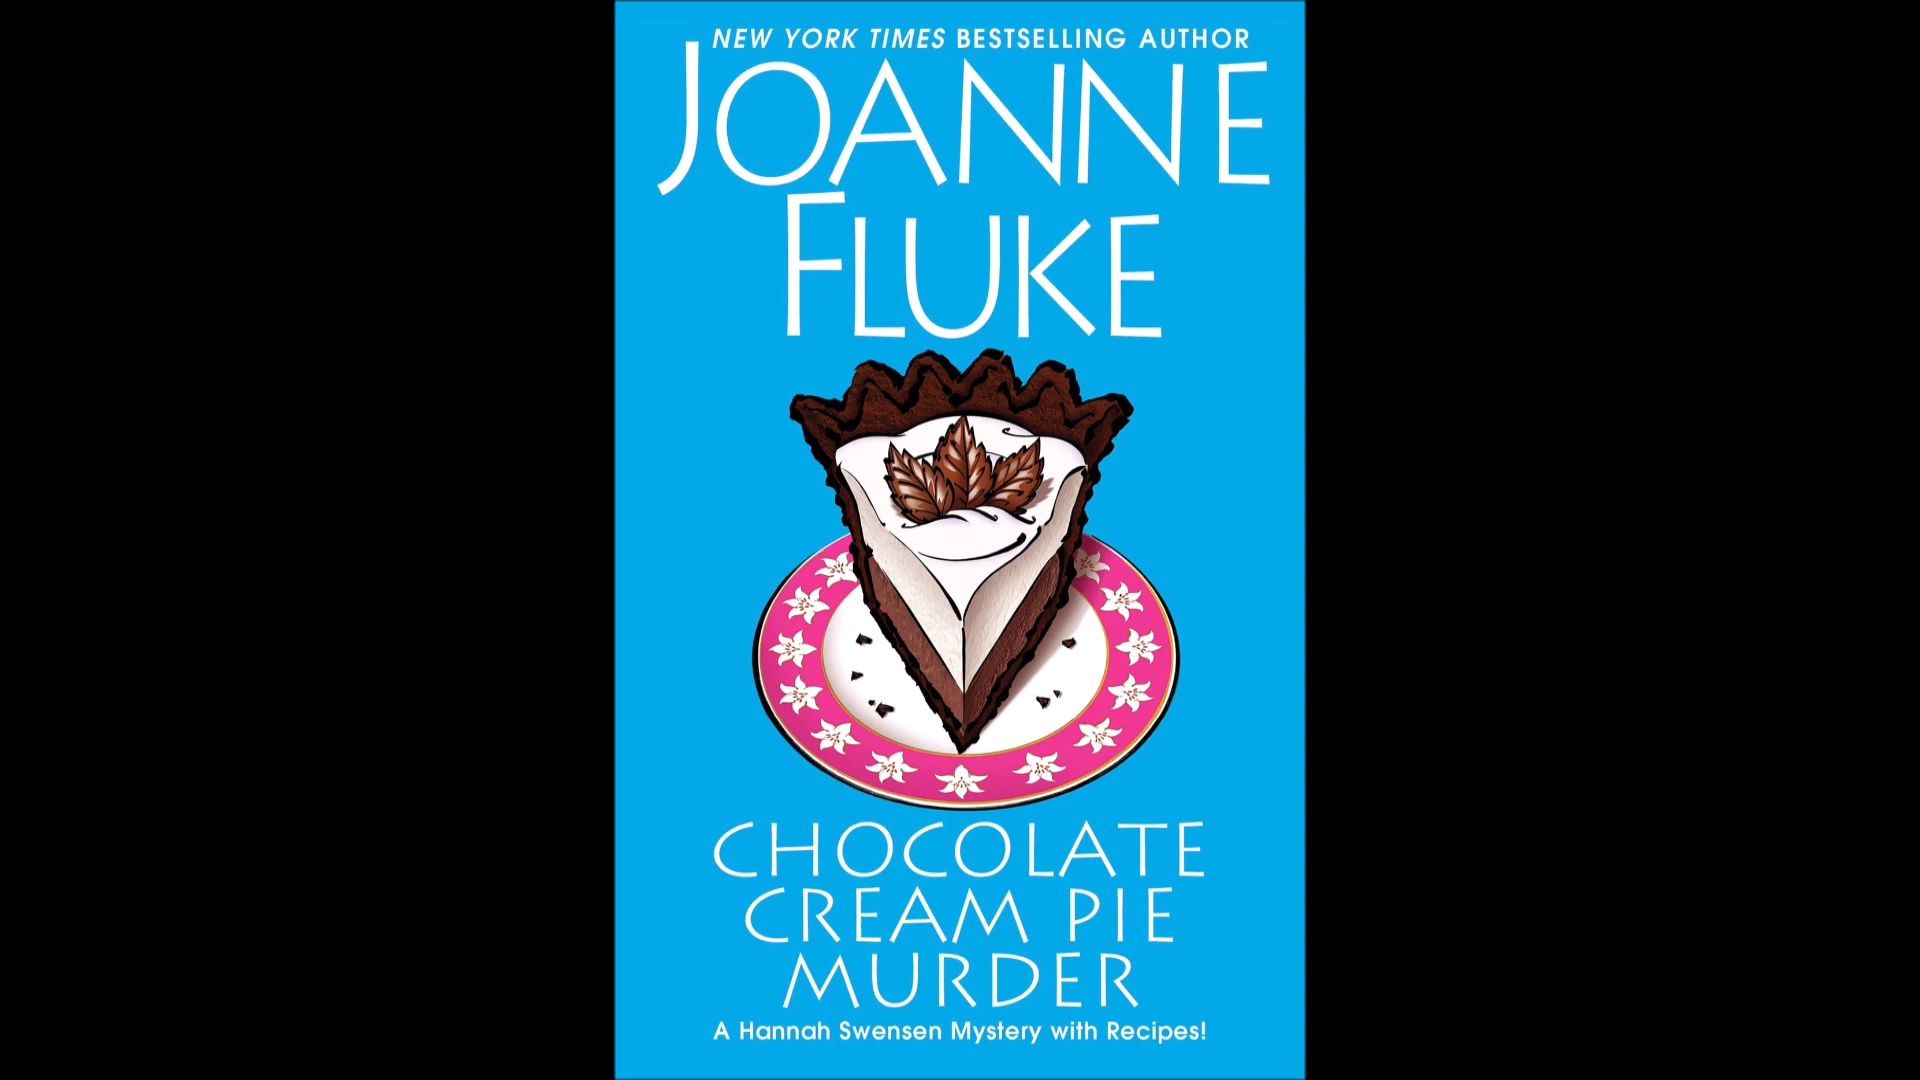 NEW YORK TIMES BESTSELLING AUTHOR
JOANNE
FLUKE
CHOCOLATE
CREAM PIE
MURDER
A Hannah Swensen Mystery with Recipes!